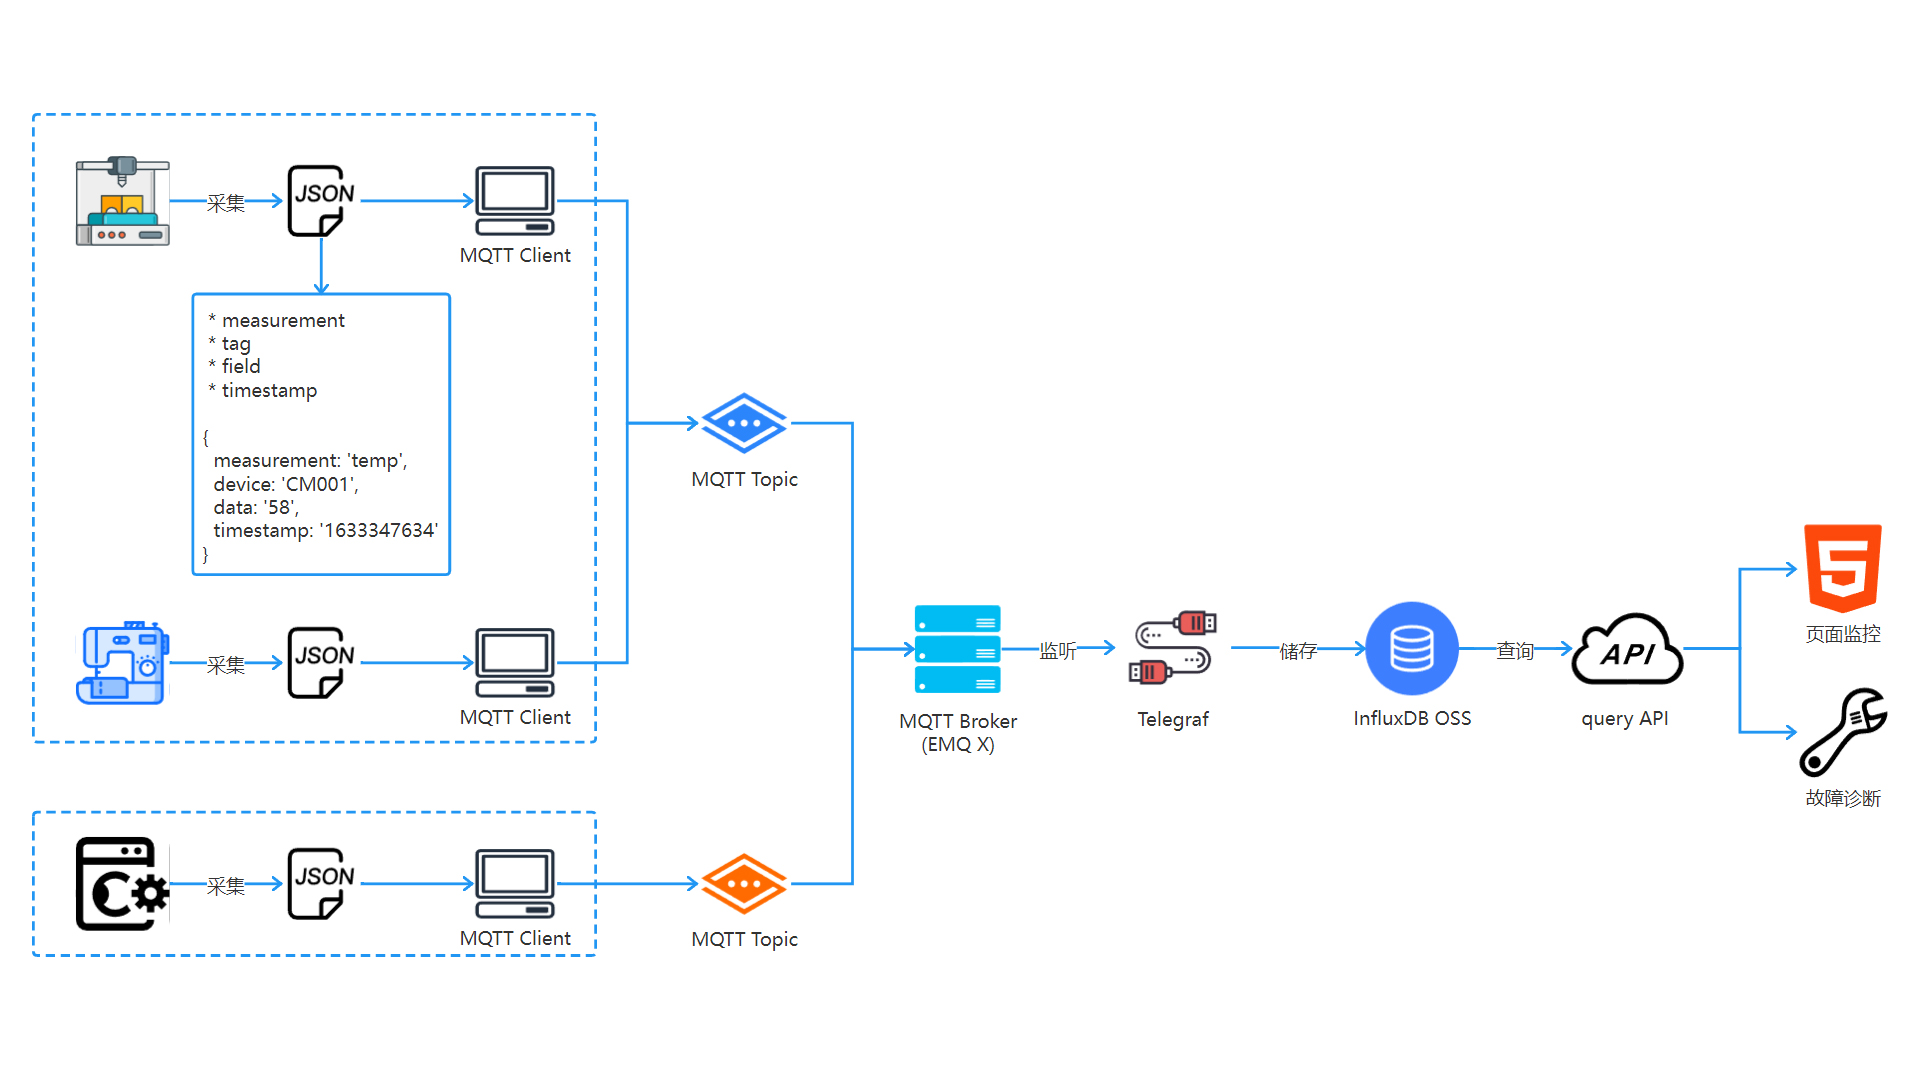 采集
JSON
MQTT Client
* measurement
* tag
* field
* timestamp
{
measurement: 'temp',
device: 'CM001',
data: '58',
timestamp: '1633347634'
}
采集
JSON
MQTT Client
MQTT Topic
采集
JSON
MQTT Client
MQTT Topic
MQTT Broker
(EMQ X)
监听
Telegraf
储存
InfluxDB OSS
查询
API
query API
页面监控
故障诊断